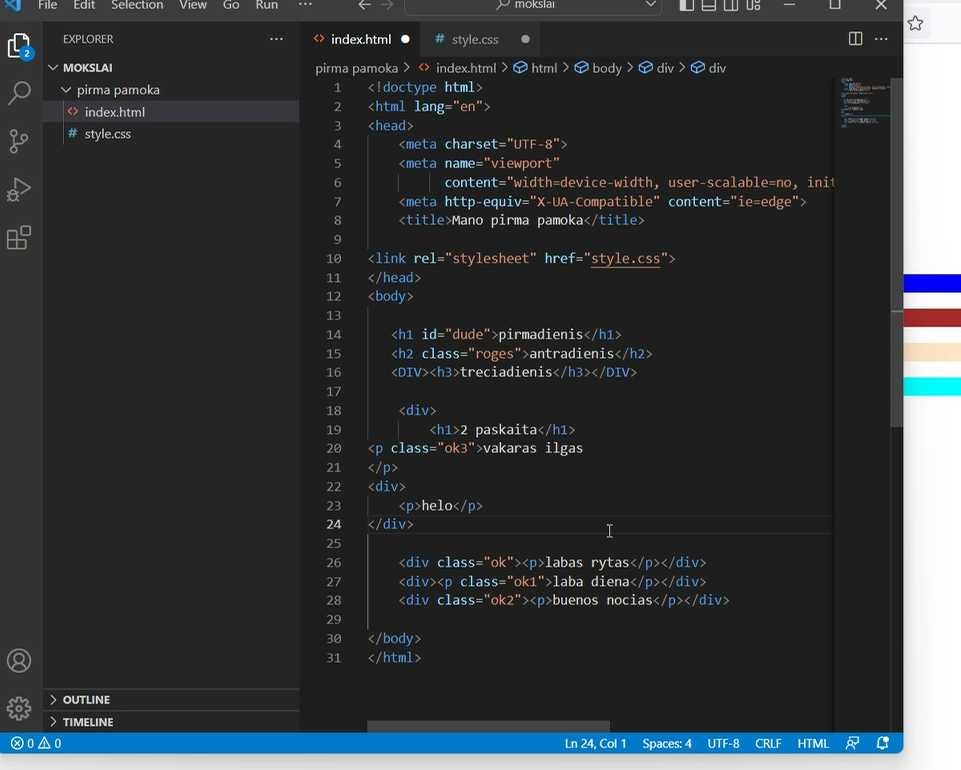 File Edit Selection View Go Run ··· mokslai
EXPLORER ···
MOKSLAI
pirma pamoka
index.html
style.css
2
OUTLINE
TIMELINE
index.html style.css ···
pirma pamoka > index.html > html > body > div > div
1 <!doctype html>
2 <html lang="en">
3 <head>
4 <meta charset="UTF-8">
5 <meta name="viewport"
6 content="width=device-width, user-scalable=no, init
7 <meta http-equiv="X-UA-Compatible" content="ie=edge">
8 <title>Mano pirma pamoka</title>
9
10 <link rel="stylesheet" href="style.css">
11 </head>
12 <body>
13
14 <h1 id="dude">pirmadienis</h1>
15 <h2 class="roges">antradienis</h2>
16 <DIV><h3>treciadienis</h3></DIV>
17
18 <div>
19 <h1>2 paskaita</h1>
20 <p class="ok3">vakaras ilgas
21 </p>
22 <div>
23 <p>helo</p>
24 </div>
25
26 <div class="ok"><p>labas rytas</p></div>
27 <div><p class="ok1">laba diena</p></div>
28 <div class="ok2"><p>buenos nocias</p></div>
29
30 </body>
31 </html>
0 0 Ln 24, Col 1 Spaces: 4 UTF-8 CRLF HTML